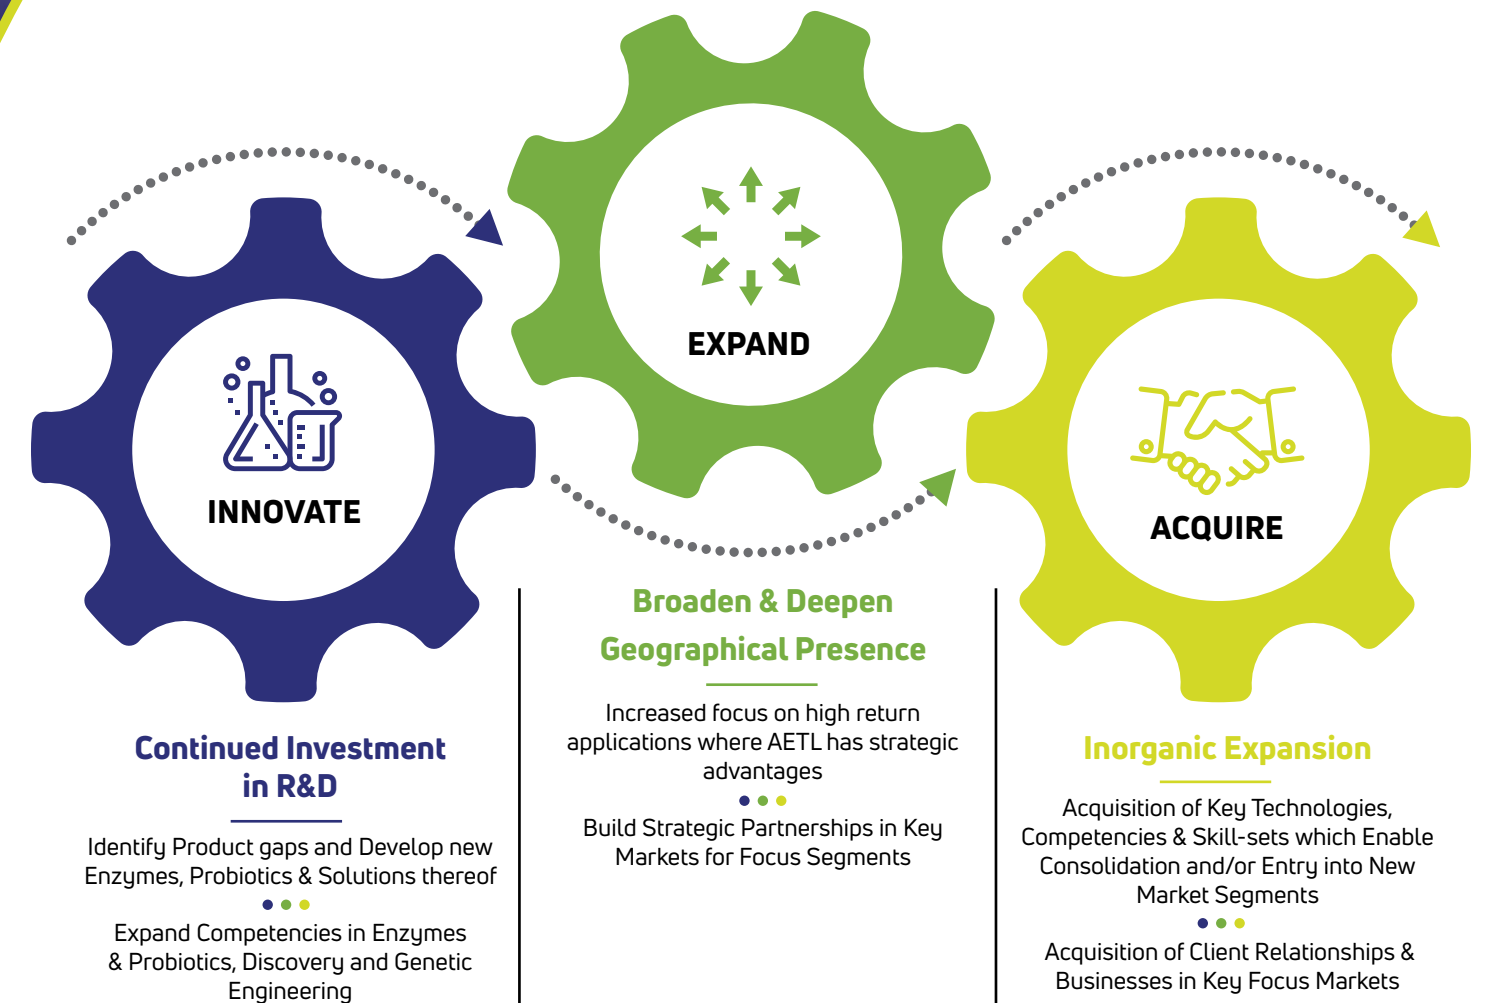 INNOVATE
Continued Investment
in R&D
Identify Product gaps and Develop new
Enzymes, Probiotics & Solutions thereof
Expand Competencies in Enzymes
& Probiotics, Discovery and Genetic
Engineering
EXPAND
Broaden & Deepen
Geographical Presence
Increased focus on high return
applications where AETL has strategic
advantages
Build Strategic Partnerships in Key
Markets for Focus Segments
ACQUIRE
Inorganic Expansion
Acquisition of Key Technologies,
Competencies & Skill-sets which Enable
Consolidation and/or Entry into New
Market Segments
Acquisition of Client Relationships &
Businesses in Key Focus Markets